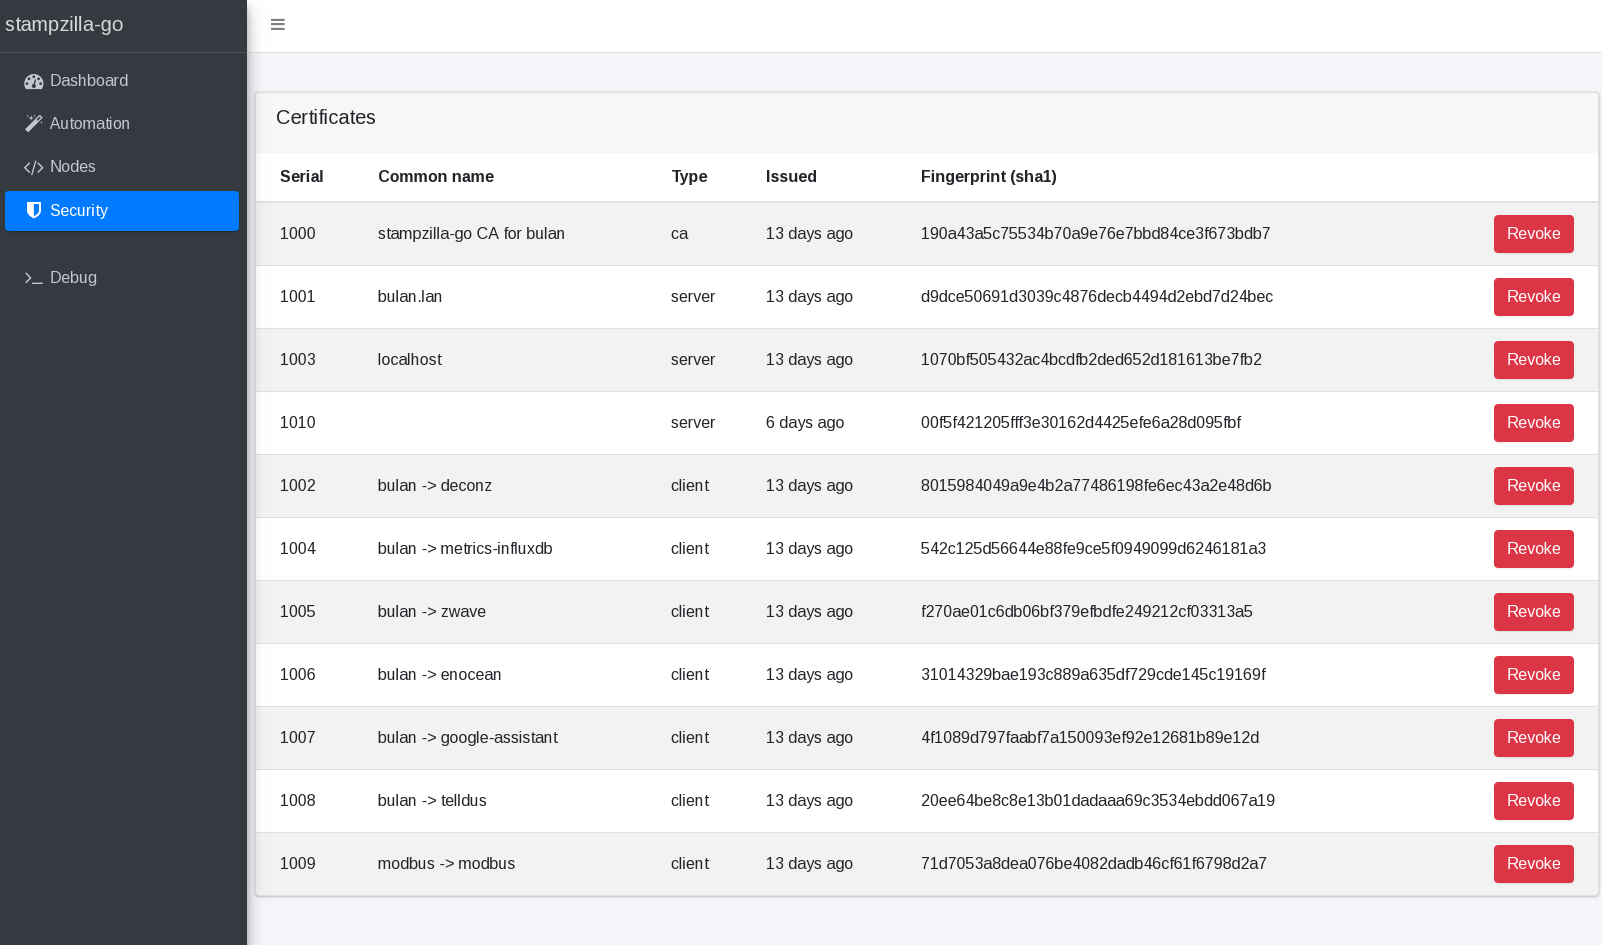 stampzilla-go
Dashboard
Automation
Nodes
Security
Debug
Certificates
Serial Common name Type Issued Fingerprint (sha1)
1000 stampzilla-go CA for bulan ca 13 days ago 190a43a5c75534b70a9e76e7bbd84ce3f673bdb7 Revoke
1001 bulan.lan server 13 days ago d9dce50691d3039c4876decb4494d2ebd7d24bec Revoke
1003 localhost server 13 days ago 1070bf505432ac4bcdfb2ded652d181613be7fb2 Revoke
1010 server 6 days ago 00f5f421205fff3e30162d4425efe6a28d095fbf Revoke
1002 bulan -> deconz client 13 days ago 8015984049a9e4b2a77486198fe6ec43a2e48d6b Revoke
1004 bulan -> metrics-influxdb client 13 days ago 542c125d56644e88fe9ce5f0949099d6246181a3 Revoke
1005 bulan -> zwave client 13 days ago f270ae01c6db06bf379efbdfe249212cf03313a5 Revoke
1006 bulan -> enocean client 13 days ago 31014329bae193c889a635df729cde145c19169f Revoke
1007 bulan -> google-assistant client 13 days ago 4f1089d797faabf7a150093ef92e12681b89e12d Revoke
1008 bulan -> telldus client 13 days ago 20ee64be8c8e13b01dadaaa69c3534ebdd067a19 Revoke
1009 modbus -> modbus client 13 days ago 71d7053a8dea076be4082dadb46cf61f6798d2a7 Revoke